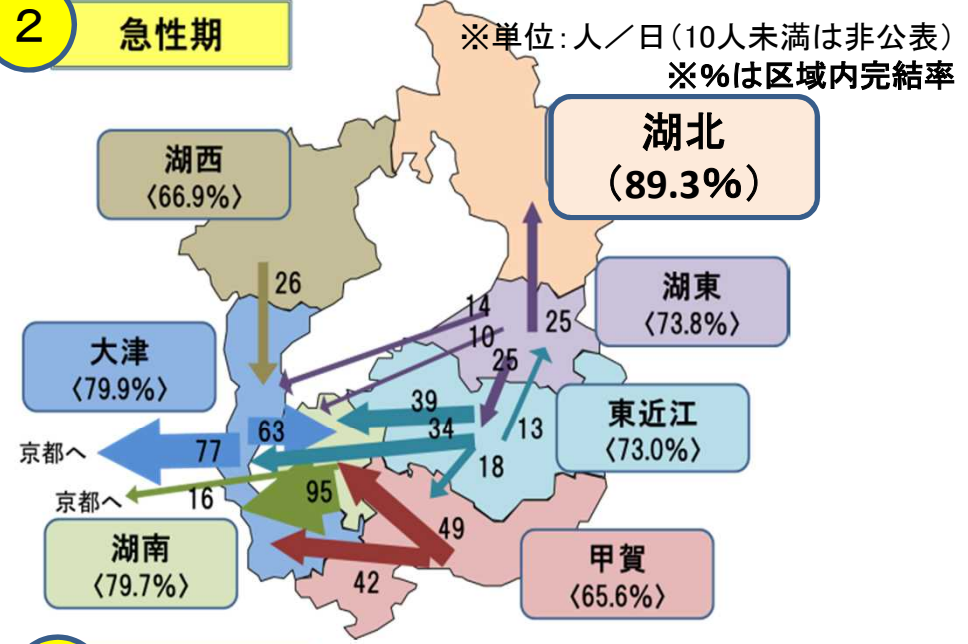 2
急性期
※単位：人／日（10人未満は非公表）
※%は区域内完結率
湖北
（89.3%）
湖西
〈66.9%〉
26
湖東
〈73.8%〉
14
10
25
25
大津
〈79.9%〉
39
34
13
18
東近江
〈73.0%〉
63
77
京都へ
京都へ
16
95
湖南
〈79.7%〉
49
42
甲賀
〈65.6%〉